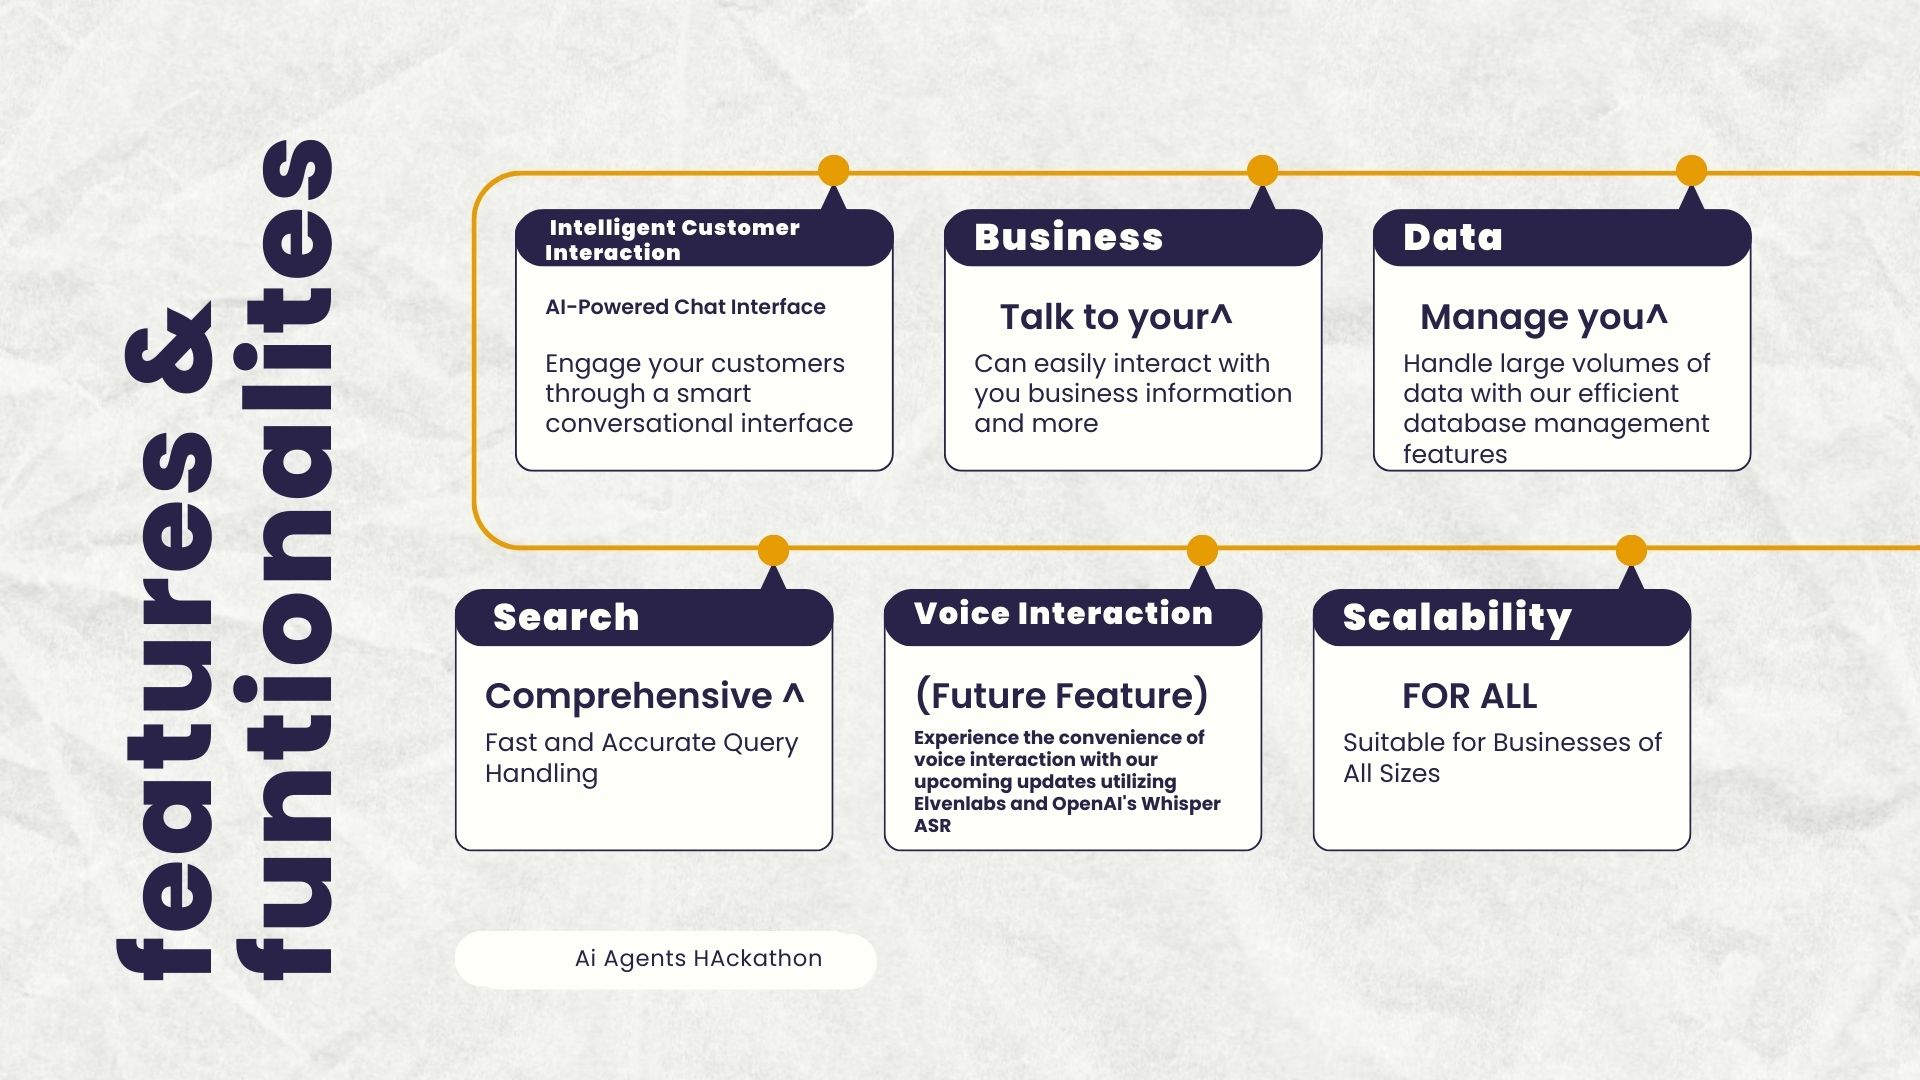 features &
funtionalites
Intelligent Customer
Interaction
AI-Powered Chat Interface
Engage your customers
through a smart
conversational interface
Business
Talk to your^
Can easily interact with
you business information
and more
Data
Manage you^
Handle large volumes of
data with our efficient
database management
features
Search
Comprehensive ^
Fast and Accurate Query
Handling
Voice Interaction
(Future Feature)
Experience the convenience of
voice interaction with our
upcoming updates utilizing
Elvenlabs and OpenAI's Whisper
ASR
Scalability
FOR ALL
Suitable for Businesses of
All Sizes
Ai Agents HAckathon